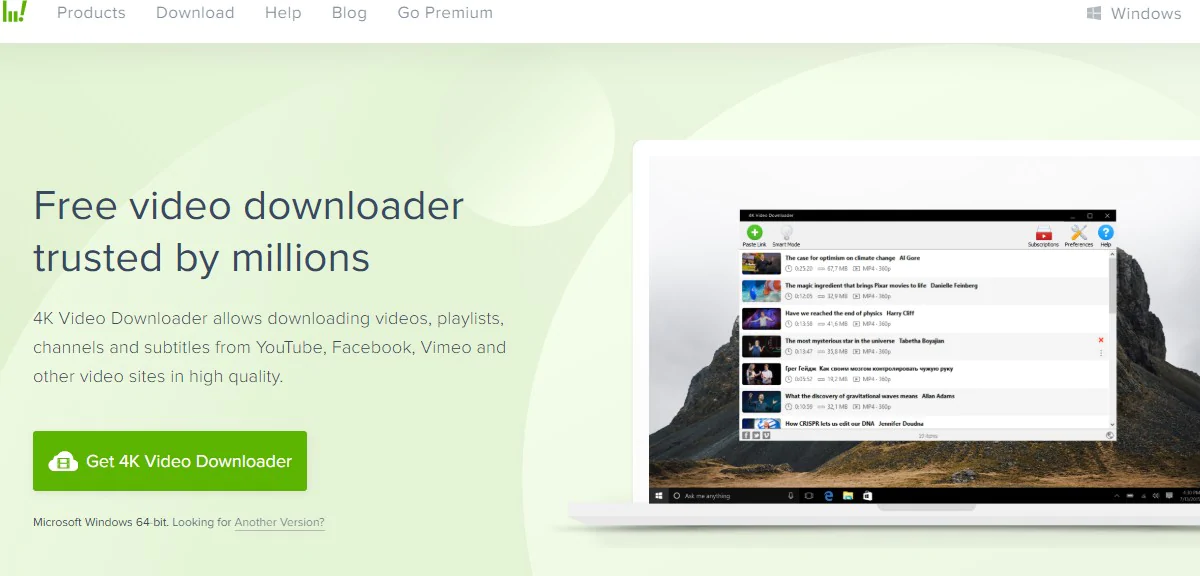 Products Download Help Blog Go Premium Windows
Free video downloader
trusted by millions
4K Video Downloader allows downloading videos, playlists,
channels and subtitles from YouTube, Facebook, Vimeo and
other video sites in high quality.
Get 4K Video Downloader
Microsoft Windows 64-bit. Looking for Another Version?
4K Video Downloader
Paste Link Smart Mode Subscriptions Preferences Help
The case for optimism on climate change Al Gore
0:25:20 67,7 MB MP4 - 360p
The magic ingredient that brings Pixar movies to life Danielle Feinberg
0:12:05 32,9 MB MP4 - 360p
Have we reached the end of physics Harry Cliff
0:13:58 41,6 MB MP4 - 360p
The most mysterious star in the universe Tabetha Boyajian
0:13:47 35,8 MB MP4 - 360p
Грег Гейдж Как своим мозгом контролировать чужую руку
0:05:52 19,2 MB MP4 - 360p
What the discovery of gravitational waves means Allan Adams
0:10:59 32,1 MB MP4 - 360p
How CRISPR lets us edit our DNA Jennifer Doudna
Ask me anything